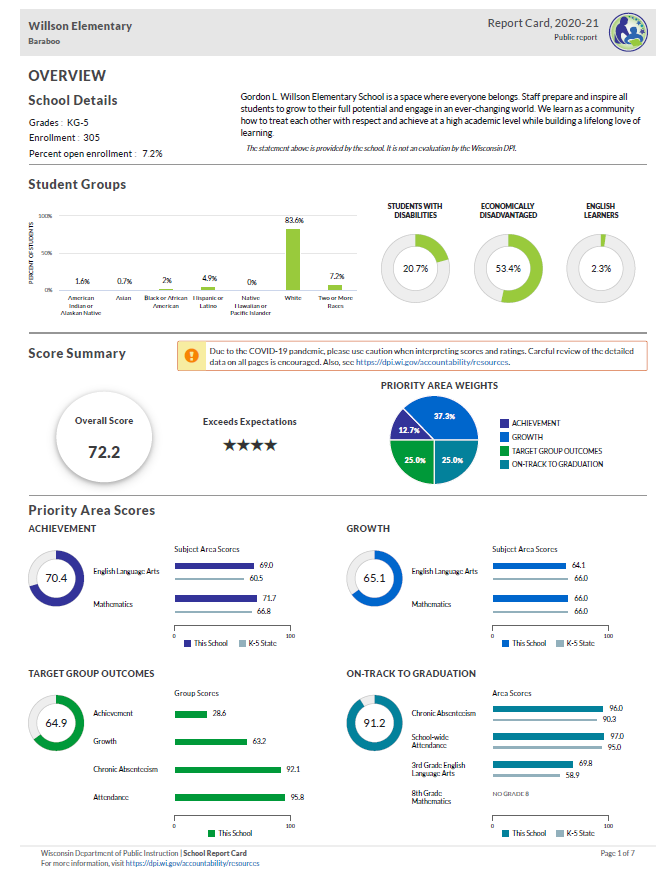 Willson Elementary
Baraboo
Report Card, 2020-21
Public report
OVERVIEW
School Details
Grades : KG-5
Enrollment : 305
Percent open enrollment : 7.2%
Gordon L. Willson Elementary School is a space where everyone belongs. Staff prepare and inspire all
students to grow to their full potential and engage in an ever-changing world. We learn as a community
how to treat each other with respect and achieve at a high academic level while building a lifelong love of
learning.
The statement above is provided by the school. It is not an evaluation by the Wisconsin DPI.
Student Groups
PERCENT OF STUDENTS
100%
50%
0%
1.6%
0.7%
2%
4.9%
0%
83.6%
7.2%
American
Indian or
Alaskan Native
Asian
Black or African
American
Hispanic or
Latino
Native
Hawaiian or
Pacific Islander
White
Two or More
Races
STUDENTS WITH
DISABILITIES
20.7%
ECONOMICALLY
DISADVANTAGED
53.4%
ENGLISH
LEARNERS
2.3%
Score Summary
Due to the COVID-19 pandemic, please use caution when interpreting scores and ratings. Careful review of the detailed
data on all pages is encouraged. Also, see https://dpi.wi.gov/accountability/resources.
Overall Score
72.2
Exceeds Expectations
★★★★
PRIORITY AREA WEIGHTS
37.3%
12.7%
25.0%
25.0%
ACHIEVEMENT
GROWTH
TARGET GROUP OUTCOMES
ON-TRACK TO GRADUATION
Priority Area Scores
ACHIEVEMENT
70.4
Subject Area Scores
English Language Arts
69.0
60.5
Mathematics
71.7
66.8
0
100
This School
K-5 State
GROWTH
65.1
Subject Area Scores
English Language Arts
64.1
66.0
Mathematics
66.0
66.0
0
100
This School
K-5 State
TARGET GROUP OUTCOMES
64.9
Group Scores
Achievement
28.6
Growth
63.2
Chronic Absenteeism
92.1
Attendance
95.8
0
100
This School
ON-TRACK TO GRADUATION
91.2
Area Scores
Chronic Absenteeism
96.0
90.3
School-wide
Attendance
97.0
95.0
3rd Grade English
Language Arts
69.8
58.9
8th Grade
Mathematics
NO GRADE 8
0
100
This School
K-5 State
Wisconsin Department of Public Instruction | School Report Card
For more information, visit https://dpi.wi.gov/accountability/resources
Page 1 of 7